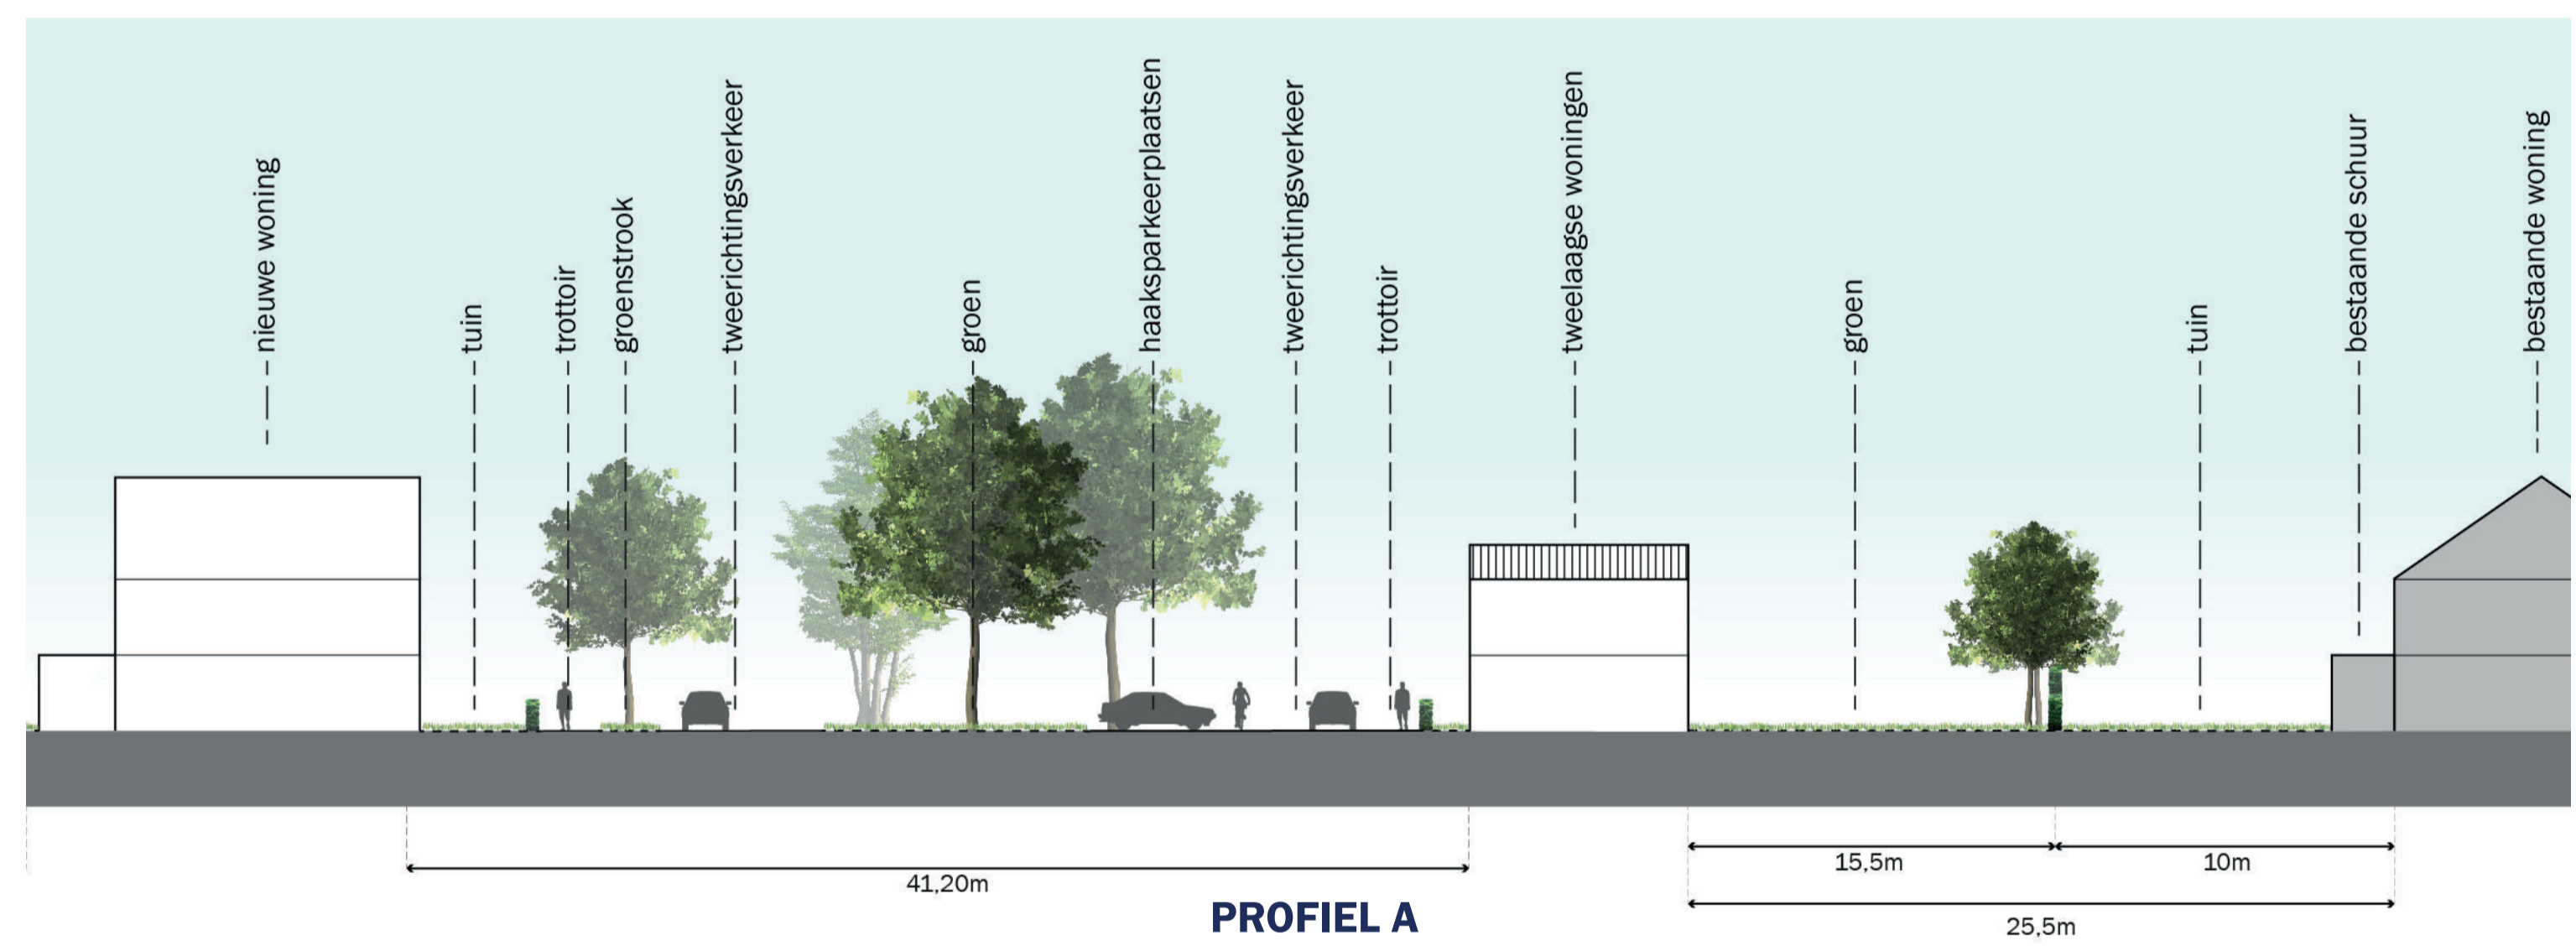 nieuwe woning
tuin
trottoir
groenstrook
tweerichtingsverkeer
groen
haaksparkeerplaatsen
tweerichtingsverkeer
trottoir
tweelaagse woningen
groen
tuin
bestaande schuur
bestaande woning
41,20m
15,5m
10m
25,5m
PROFIEL A